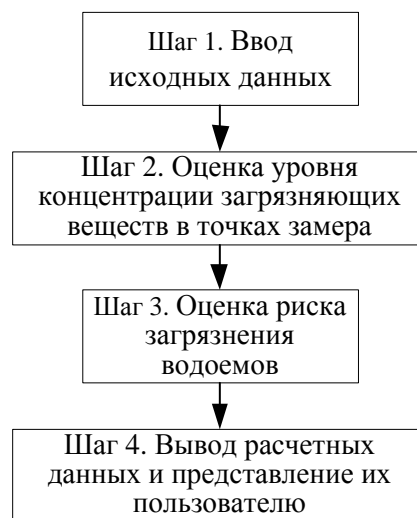 Шаг 1. Ввод
исходных данных
Шаг 2. Оценка уровня
концентрации загрязняющих
веществ в точках замера
Шаг 3. Оценка риска
загрязнения
водоемов
Шаг 4. Вывод расчетных
данных и представление их
пользователю